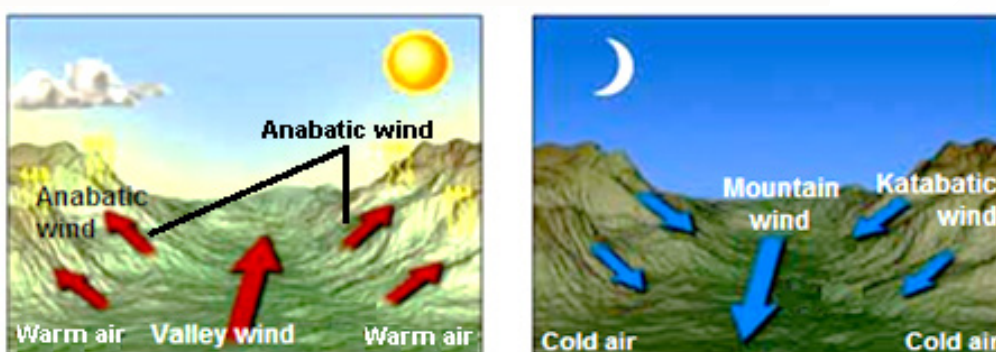 Anabatic wind
Anabatic
wind
Warm air
Valley wind
Warm air
Mountain
wind
Katabatic
wind
Cold air
Cold air